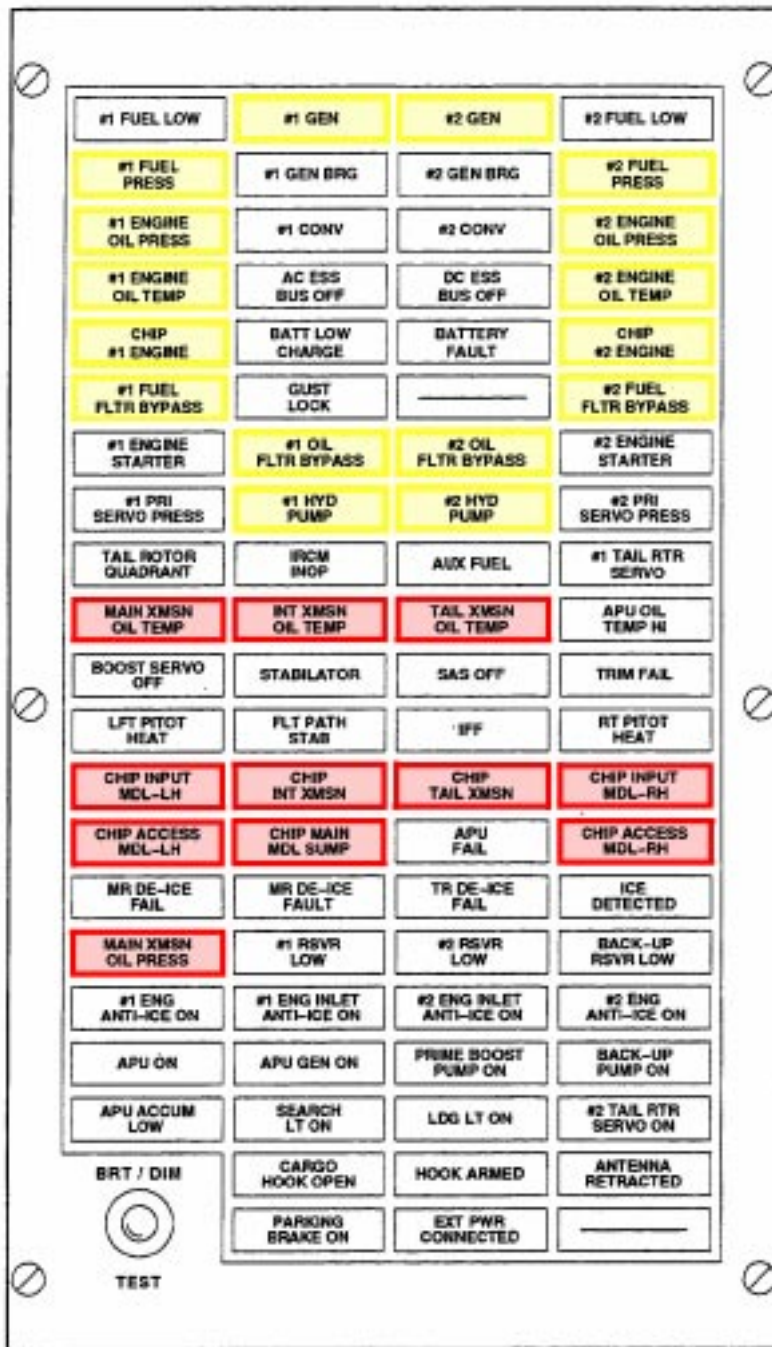 #1 FUEL LOW
#1 GEN
#2 GEN
#2 FUEL LOW
#1 FUEL
PRESS
#1 GEN BRG
#2 GEN BRG
#2 FUEL
PRESS
#1 ENGINE
OIL PRESS
#1 CONV
#2 CONV
#2 ENGINE
OIL PRESS
#1 ENGINE
OIL TEMP
AC ESS
BUS OFF
DC ESS
BUS OFF
#2 ENGINE
OIL TEMP
CHIP
#1 ENGINE
BATT LOW
CHARGE
BATTERY
FAULT
CHIP
#2 ENGINE
#1 FUEL
FLTR BYPASS
GUST
LOCK
#2 FUEL
FLTR BYPASS
#1 ENGINE
STARTER
#1 OIL
FLTR BYPASS
#2 OIL
FLTR BYPASS
#2 ENGINE
STARTER
#1 PRI
SERVO PRESS
#1 HYD
PUMP
#2 HYD
PUMP
#2 PRI
SERVO PRESS
TAIL ROTOR
QUADRANT
IRCM
INOP
AUX FUEL
#1 TAIL RTR
SERVO
MAIN XMSN
OIL TEMP
INT XMSN
OIL TEMP
TAIL XMSN
OIL TEMP
APU OIL
TEMP HI
BOOST SERVO
OFF
STABILATOR
SAS OFF
TRIM FAIL
LFT PITOT
HEAT
FLT PATH
STAB
IFF
RT PITOT
HEAT
CHIP INPUT
MDL-LH
CHIP
INT XMSN
CHIP
TAIL XMSN
CHIP INPUT
MDL-RH
CHIP ACCESS
MDL-LH
CHIP MAIN
MDL SUMP
APU
FAIL
CHIP ACCESS
MDL-RH
MR DE-ICE
FAIL
MR DE-ICE
FAULT
TR DE-ICE
FAIL
ICE
DETECTED
MAIN XMSN
OIL PRESS
#1 RSVR
LOW
#2 RSVR
LOW
BACK-UP
RSVR LOW
#1 ENG
ANTI-ICE ON
#1 ENG INLET
ANTI-ICE ON
#2 ENG INLET
ANTI-ICE ON
#2 ENG
ANTI-ICE ON
APU ON
APU GEN ON
PRIME BOOST
PUMP ON
BACK-UP
PUMP ON
APU ACCUM
LOW
SEARCH
LT ON
LDG LT ON
#2 TAIL RTR
SERVO ON
BRT / DIM
CARGO
HOOK OPEN
HOOK ARMED
ANTENNA
RETRACTED
PARKING
BRAKE ON
EXT PWR
CONNECTED
TEST